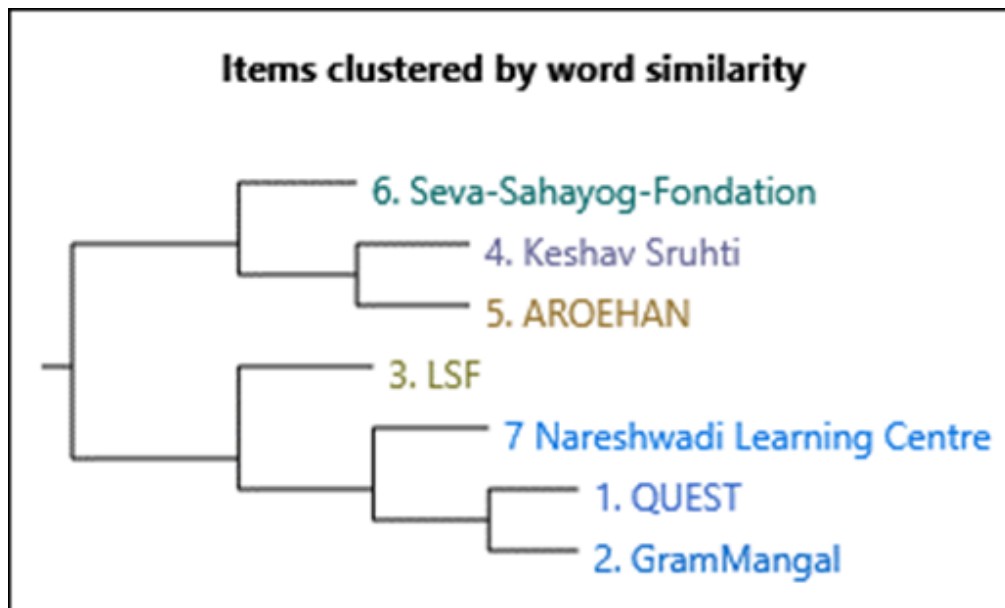 Items clustered by word similarity
6. Seva-Sahayog-Fondation
4. Keshav Sruhti
5. AROEHAN
3. LSF
7 Nareshwadi Learning Centre
1. QUEST
2. GramMangal